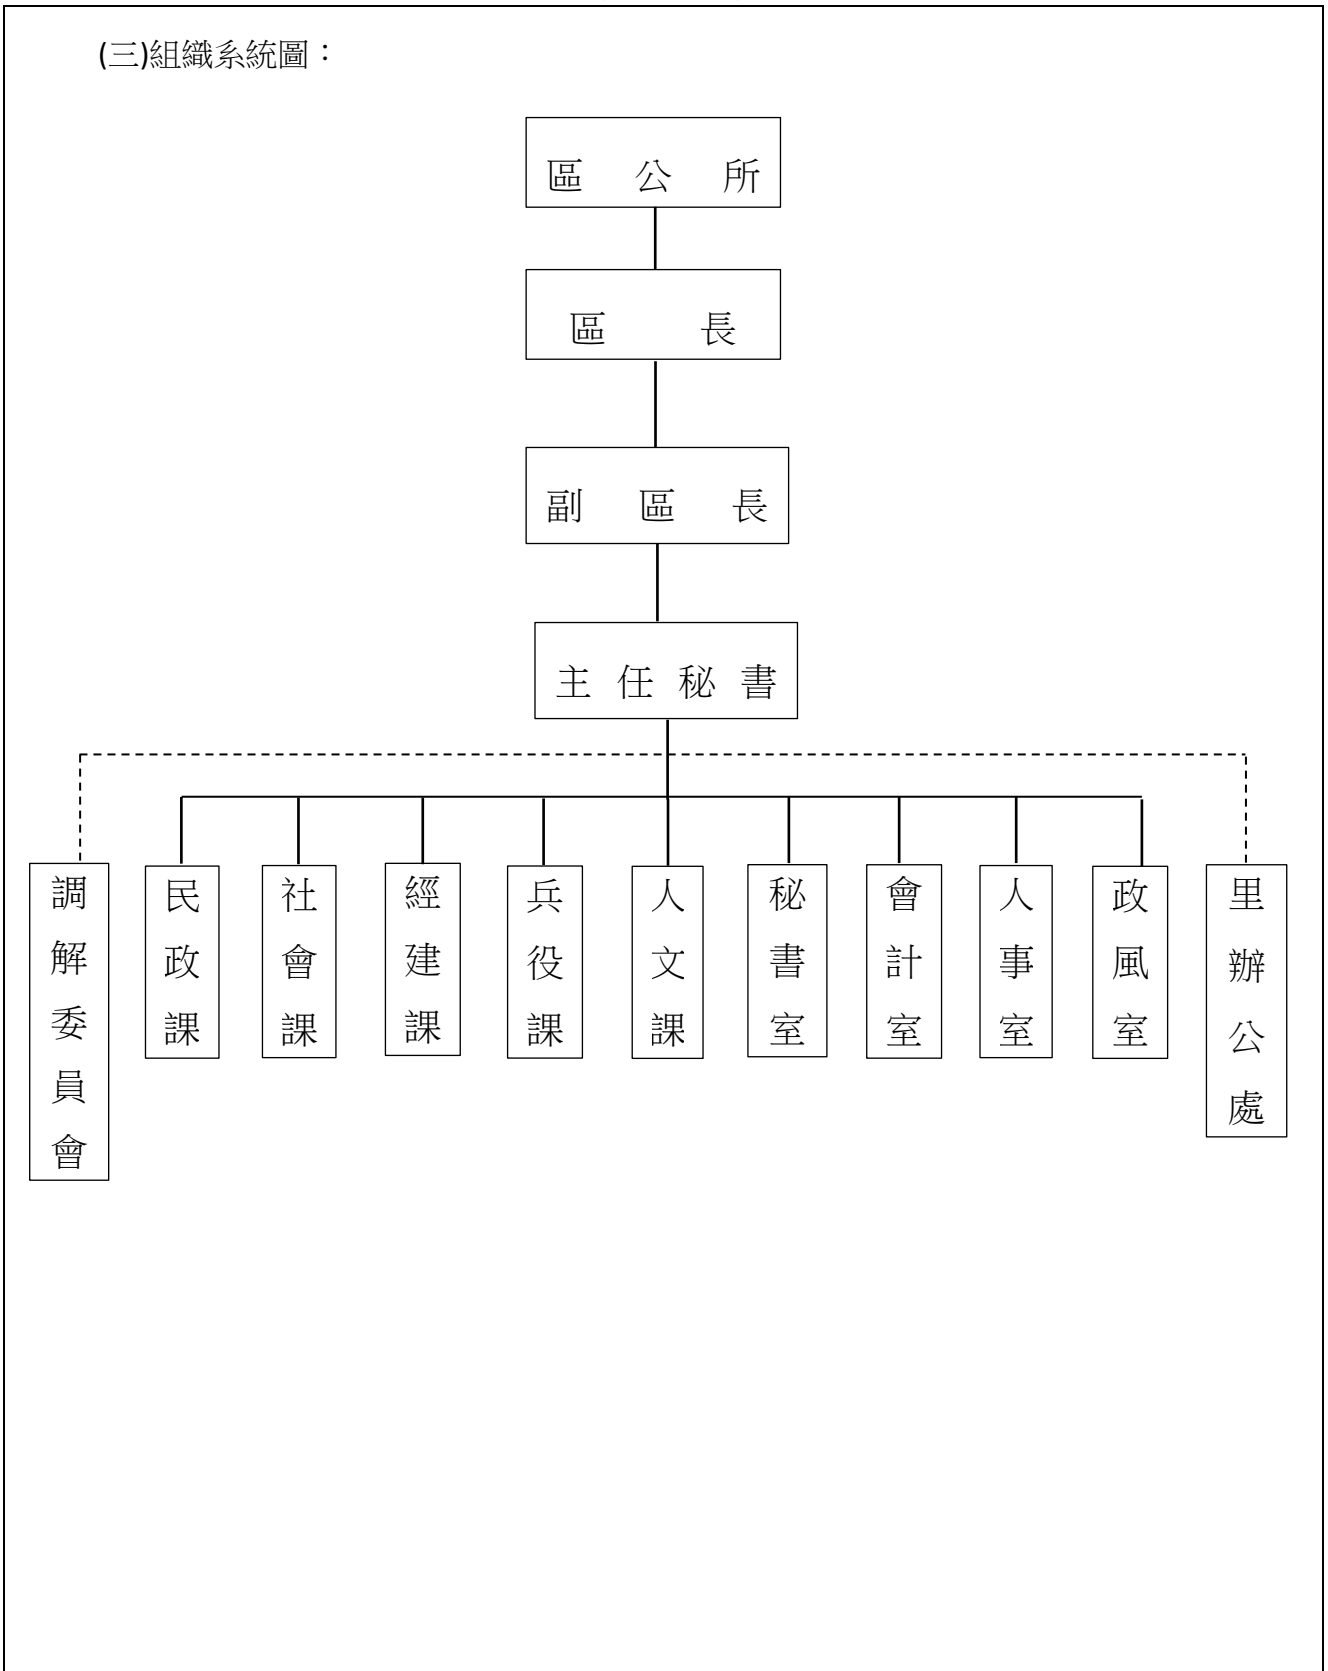 (三)組織系統圖：
區公所
區長
副區長
主任秘書
調解委員會
民政課
社會課
經建課
兵役課
人文課
秘書室
會計室
人事室
政風室
里辦公處